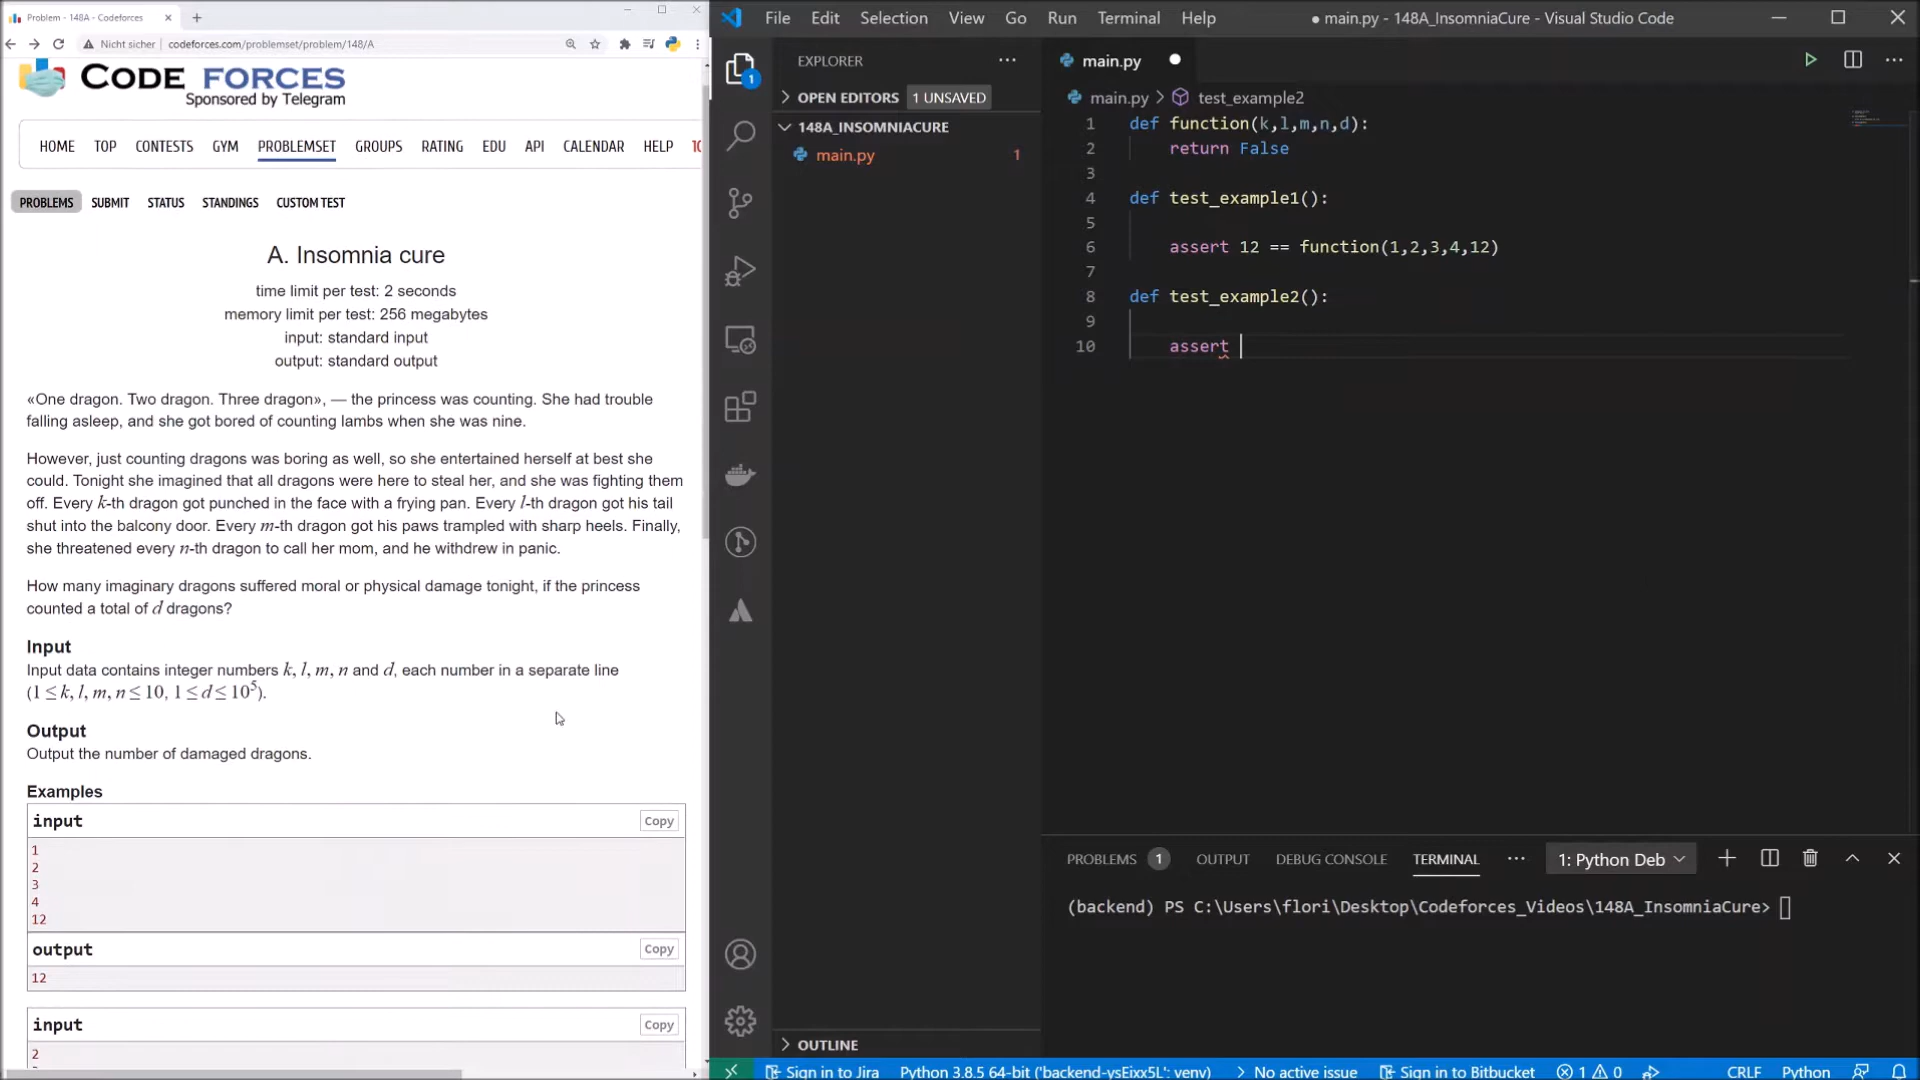 Problem - 148A - Codeforces
Nicht sicher | codeforces.com/problemset/problem/148/A
CODE FORCES
Sponsored by Telegram
HOME TOP CONTESTS GYM PROBLEMSET GROUPS RATING EDU API CALENDAR HELP 10
PROBLEMS SUBMIT STATUS STANDINGS CUSTOM TEST
A. Insomnia cure
time limit per test: 2 seconds
memory limit per test: 256 megabytes
input: standard input
output: standard output
«One dragon. Two dragon. Three dragon», — the princess was counting. She had trouble
falling asleep, and she got bored of counting lambs when she was nine.
However, just counting dragons was boring as well, so she entertained herself at best she
could. Tonight she imagined that all dragons were here to steal her, and she was fighting them
off. Every k-th dragon got punched in the face with a frying pan. Every l-th dragon got his tail
shut into the balcony door. Every m-th dragon got his paws trampled with sharp heels. Finally,
she threatened every n-th dragon to call her mom, and he withdrew in panic.
How many imaginary dragons suffered moral or physical damage tonight, if the princess
counted a total of d dragons?
Input
Input data contains integer numbers k, l, m, n and d, each number in a separate line
(1 ≤ k, l, m, n ≤ 10, 1 ≤ d ≤ 10⁵).
Output
Output the number of damaged dragons.
Examples
input Copy
1
2
3
4
12
output Copy
12
input Copy
2
File Edit Selection View Go Run Terminal Help ● main.py - 148A_InsomniaCure - Visual Studio Code
1
EXPLORER
OPEN EDITORS 1 UNSAVED
148A_INSOMNIACURE
main.py 1
OUTLINE
main.py
main.py > test_example2
1 def function(k,l,m,n,d):
2 return False
3
4 def test_example1():
5
6 assert 12 == function(1,2,3,4,12)
7
8 def test_example2():
9
10 assert
PROBLEMS 1 OUTPUT DEBUG CONSOLE TERMINAL 1: Python Deb
(backend) PS C:\Users\flori\Desktop\Codeforces_Videos\148A_InsomniaCure>
Sign in to Jira Python 3.8.5 64-bit ('backend-ysEixx5L': venv) No active issue Sign in to Bitbucket 1 0 CRLF Python